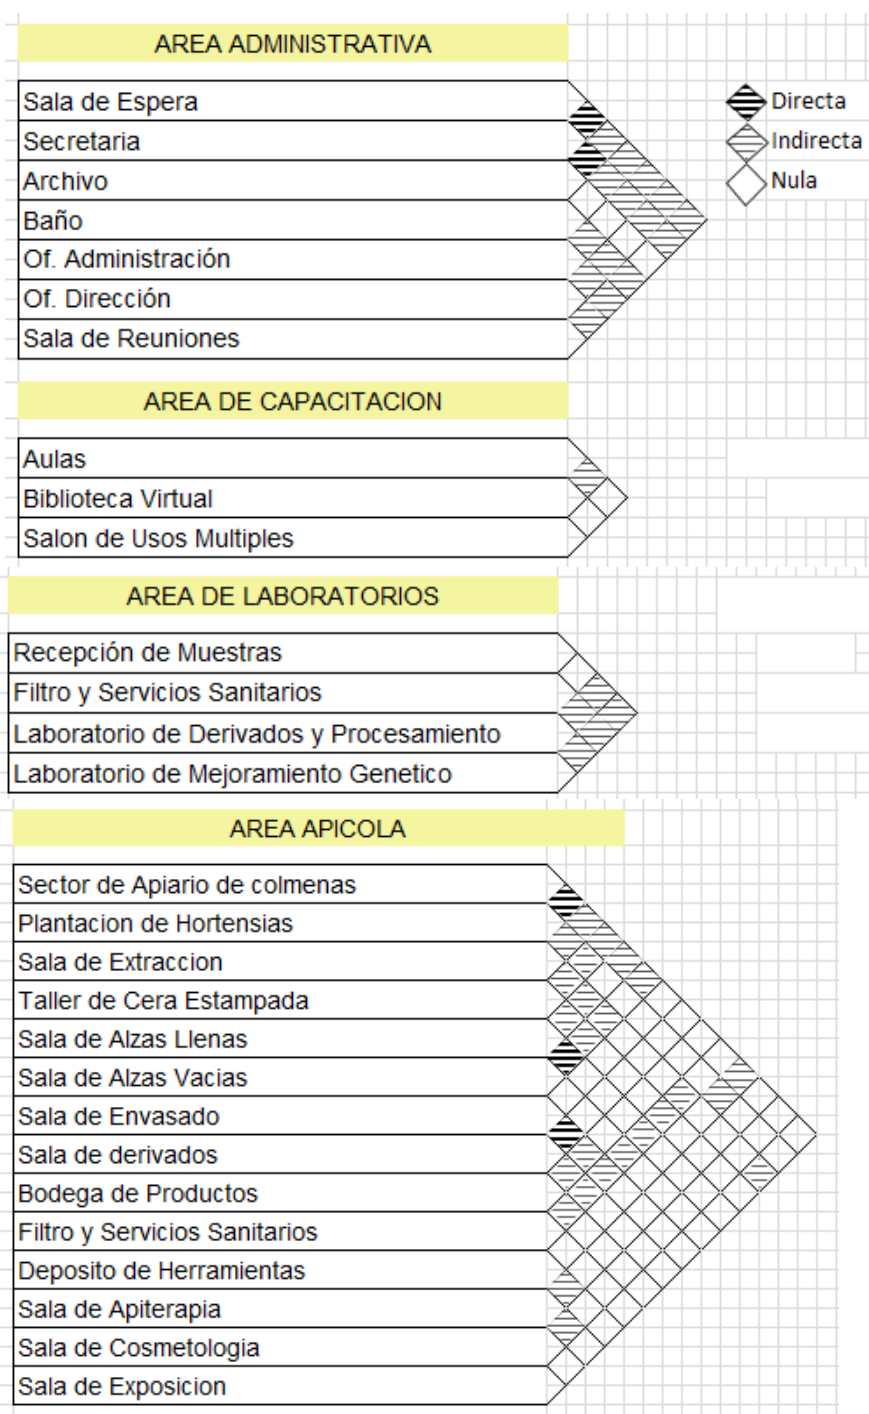 AREA ADMINISTRATIVA
Sala de Espera
Secretaria
Archivo
Baño
Of. Administración
Of. Dirección
Sala de Reuniones
Directa
Indirecta
Nula
AREA DE CAPACITACION
Aulas
Biblioteca Virtual
Salon de Usos Multiples
AREA DE LABORATORIOS
Recepción de Muestras
Filtro y Servicios Sanitarios
Laboratorio de Derivados y Procesamiento
Laboratorio de Mejoramiento Genetico
AREA APICOLA
Sector de Apiario de colmenas
Plantacion de Hortensias
Sala de Extraccion
Taller de Cera Estampada
Sala de Alzas Llenas
Sala de Alzas Vacias
Sala de Envasado
Sala de derivados
Bodega de Productos
Filtro y Servicios Sanitarios
Deposito de Herramientas
Sala de Apiterapia
Sala de Cosmetologia
Sala de Exposicion